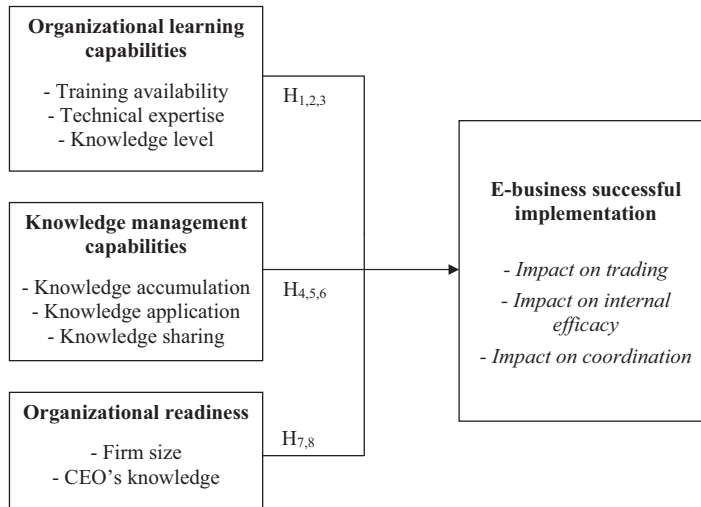 Organizational learning
capabilities
- Training availability
- Technical expertise
- Knowledge level
H1,2,3
Knowledge management
capabilities
- Knowledge accumulation
- Knowledge application
- Knowledge sharing
H4,5,6
Organizational readiness
- Firm size
- CEO’s knowledge
H7,8
E-business successful
implementation
- Impact on trading
- Impact on internal
efficacy
- Impact on coordination